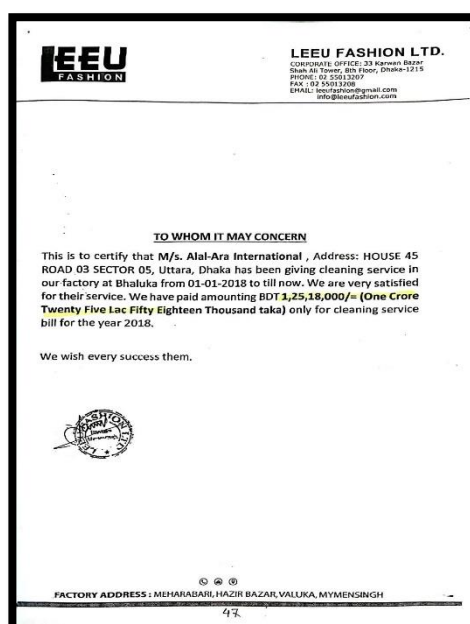 LEEU
FASHION
LEEU FASHION LTD.
CORPORATE OFFICE: 33 Karwan Bazar
Shah Ali Tower, 8th Floor, Dhaka-1215
PHONE: 02 55013207
FAX : 02 55013208
EMAIL: leeufashion@gmail.com
info@leeufashion.com
TO WHOM IT MAY CONCERN
This is to certify that M/s. Alal-Ara International , Address: HOUSE 45
ROAD 03 SECTOR 05, Uttara, Dhaka has been giving cleaning service in
our factory at Bhaluka from 01-01-2018 to till now. We are very satisfied
for their service. We have paid amounting BDT 1,25,18,000/= (One Crore
Twenty Five Lac Fifty Eighteen Thousand taka) only for cleaning service
bill for the year 2018.
We wish every success them.
FACTORY ADDRESS : MEHARABARI, HAZIR BAZAR, VALUKA, MYMENSINGH
47